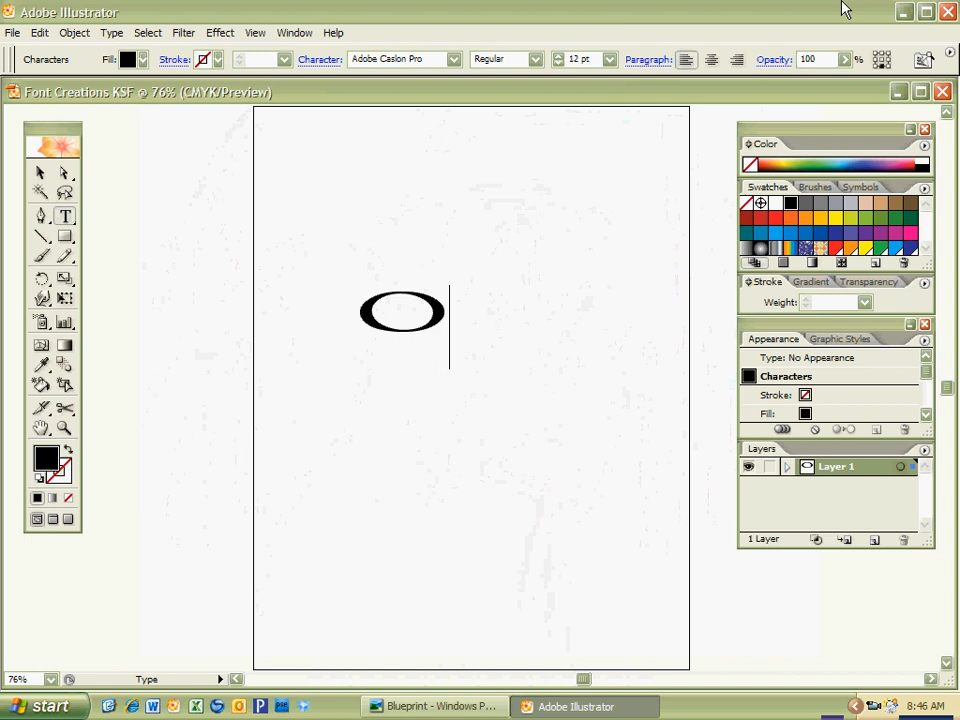 Adobe Illustrator
File Edit Object Type Select Filter Effect View Window Help
Characters Fill: Stroke: Character: Adobe Caslon Pro Regular 12 pt Paragraph: Opacity: 100 %
Font Creations KSF @ 76% (CMYK/Preview)
Color
Swatches Brushes Symbols
Stroke Gradient Transparency
Weight:
Appearance Graphic Styles
Type: No Appearance
Characters
Stroke:
Fill:
Layers
Layer 1
1 Layer
O
T
76% Type
start Blueprint - Windows P... Adobe Illustrator 8:46 AM